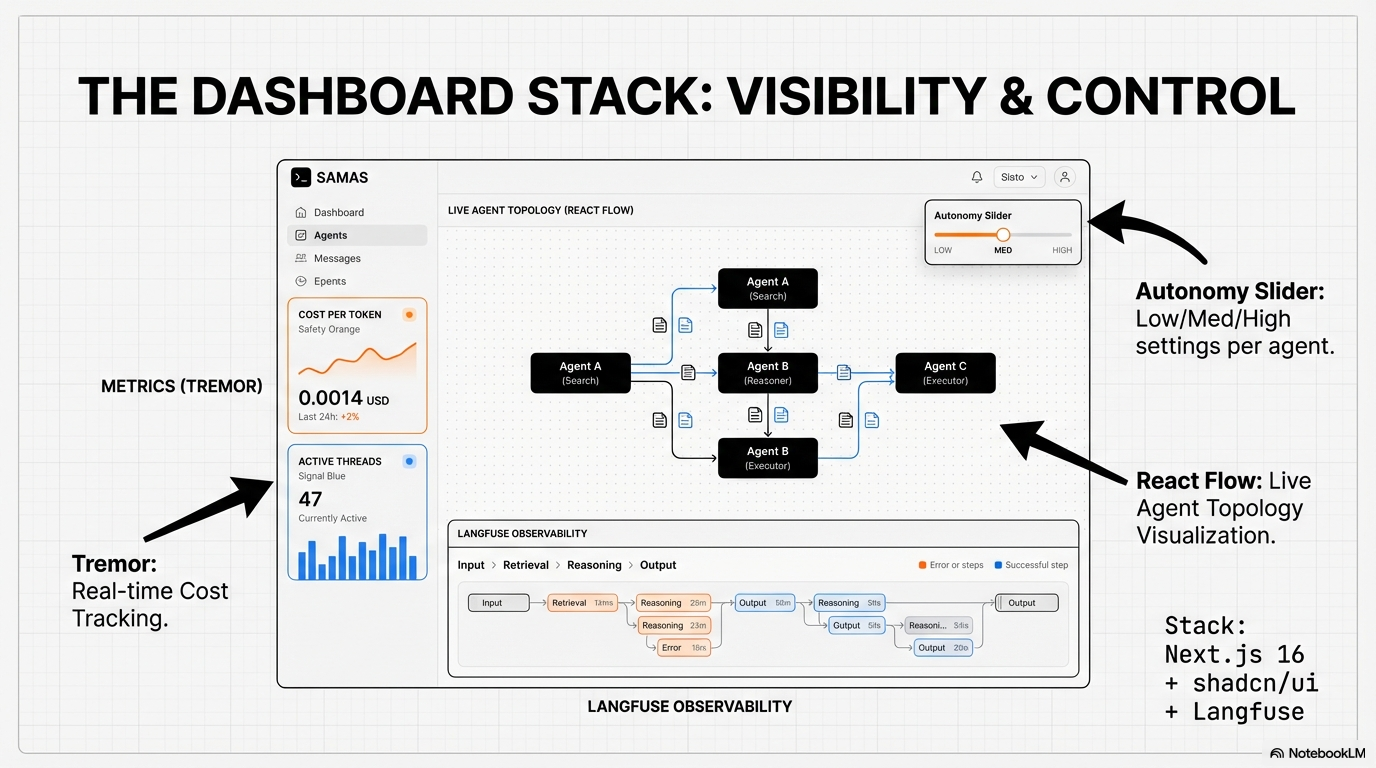 THE DASHBOARD STACK: VISIBILITY & CONTROL
SAMAS
Sisto
Dashboard
Agents
Messages
Epents
COST PER TOKEN
Safety Orange
0.0014 USD
Last 24h: +2%
ACTIVE THREADS
Signal Blue
47
Currently Active
METRICS (TREMOR)
Tremor:
Real-time Cost
Tracking.
LIVE AGENT TOPOLOGY (REACT FLOW)
Autonomy Slider
LOW MED HIGH
Agent A
(Search)
Agent A
(Search)
Agent B
(Reasoner)
Agent C
(Executor)
Agent B
(Executor)
LANGFUSE OBSERVABILITY
Input > Retrieval > Reasoning > Output
Error or steps
Successful step
Input
Retrieval
Reasoning
Reasoning 23m
Error
Output
Reasoning
Gutput
Reasoni...
Output
Output
LANGFUSE OBSERVABILITY
Autonomy Slider:
Low/Med/High
settings per agent.
React Flow: Live
Agent Topology
Visualization.
Stack:
Next.js 16
+ shadcn/ui
+ Langfuse
NotebookLM